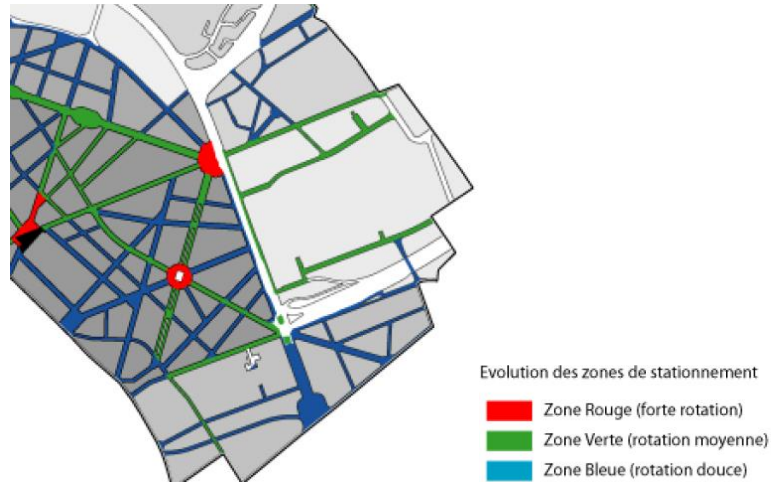 Evolution des zones de stationnement
Zone Rouge (forte rotation)
Zone Verte (rotation moyenne)
Zone Bleue (rotation douce)